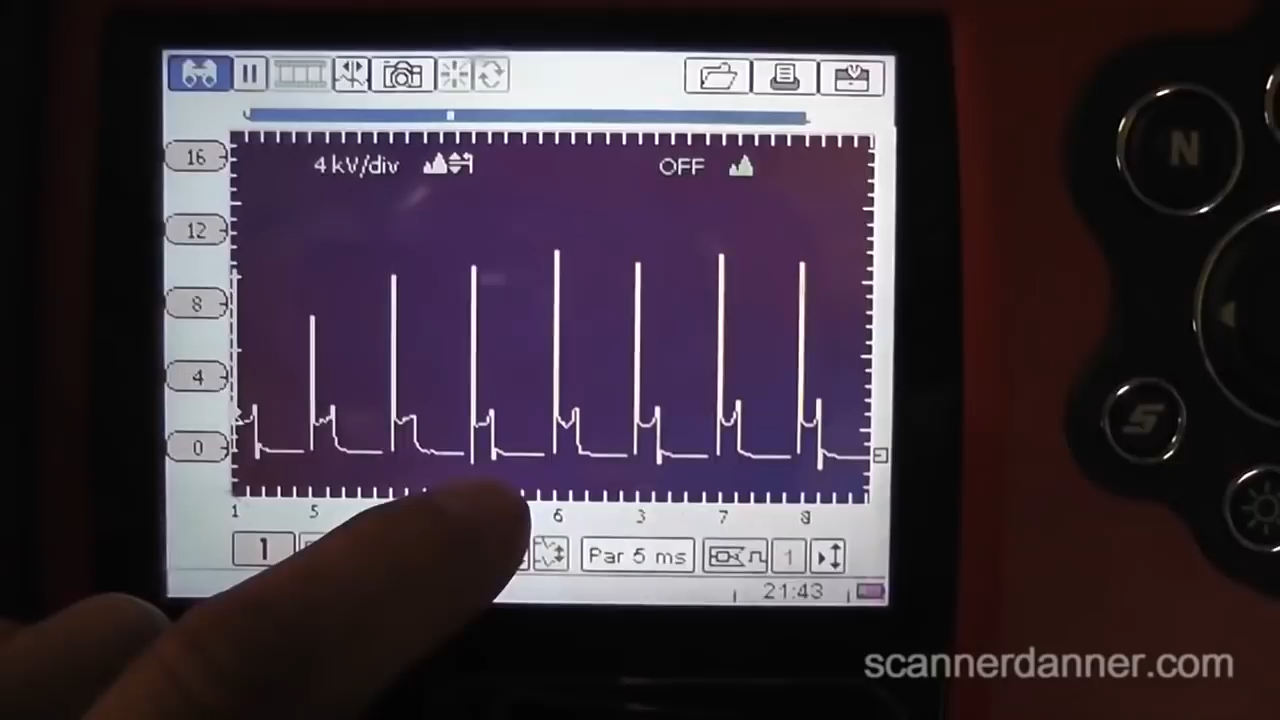 16
4 kV/div OFF
12
8
4
0
1 5 6 3 7 8
1 Par 5 ms 1
21:43
N
S
scannerdanner.com